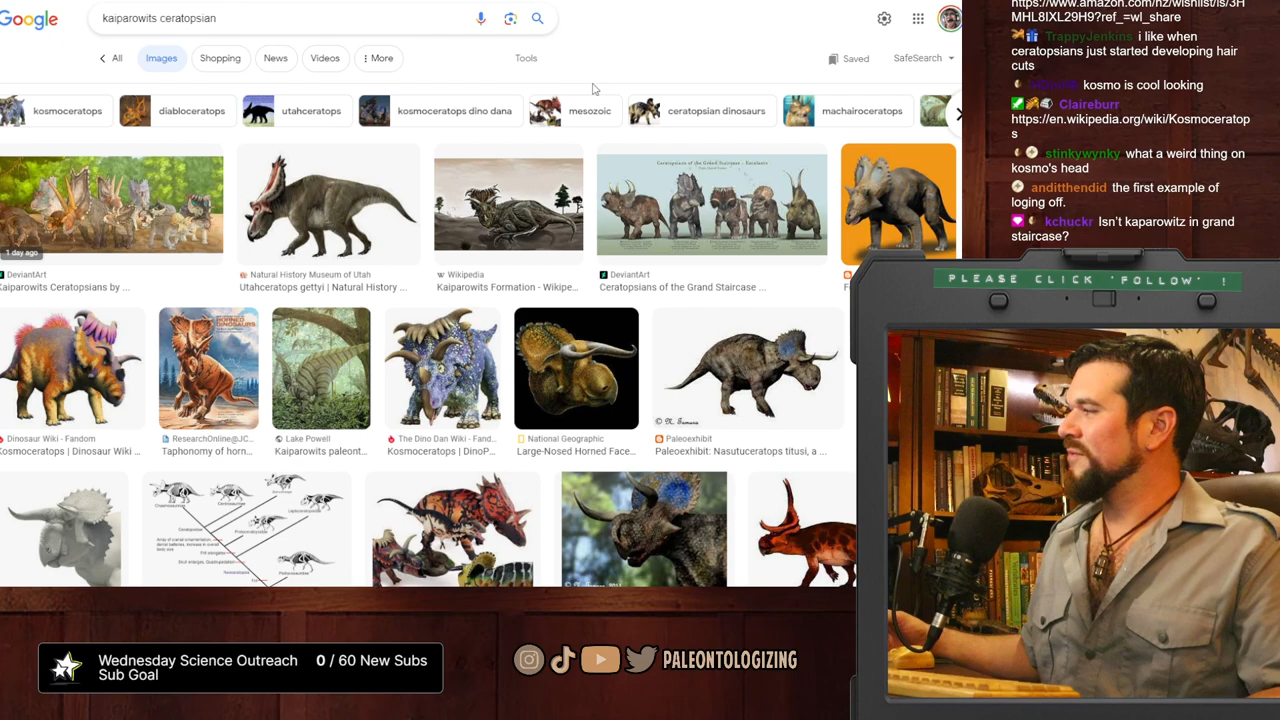 Google
kaiparowits ceratopsian
All
Images
Shopping
News
Videos
More
Tools
Saved
SafeSearch
kosmoceratops
diabloceratops
utahceratops
kosmoceratops dino dana
mesozoic
ceratopsian dinosaurs
machairoceratops
1 day ago
Ceratopsians of the Grand Staircase - Escalante
DeviantArt
Kaiparowits Ceratopsians by ...
Natural History Museum of Utah
Utahceratops gettyi | Natural History ...
Wikipedia
Kaiparowits Formation - Wikipe...
DeviantArt
Ceratopsians of the Grand Staircase ...
HORNED
DINOSAURS
© N. Tamura
Dinosaur Wiki - Fandom
Kosmoceratops | Dinosaur Wiki ...
ResearchOnline@JC...
Taphonomy of horn...
Lake Powell
Kaiparowits paleont...
The Dino Dan Wiki - Fand...
Kosmoceratops | DinoP...
National Geographic
Large-Nosed Horned Face...
Paleoexhibit
Paleoexhibit: Nasutuceratops titusi, a ...
https://www.amazon.com/hz/wishlist/ls/3H
MHL8IXL29H9?ref_=wl_share
TrappyJenkins i like when
ceratopsians just started developing hair
cuts
kosmo is cool looking
Claireburr
https://en.wikipedia.org/wiki/Kosmoceratop
s
stinkywynky what a weird thing on
kosmo's head
anditthendid the first example of
loging off.
kchuckr Isn't kaparowitz in grand
staircase?
PLEASE CLICK "FOLLOW" !
Wednesday Science Outreach 0 / 60 New Subs
Sub Goal
PALEONTOLOGIZING